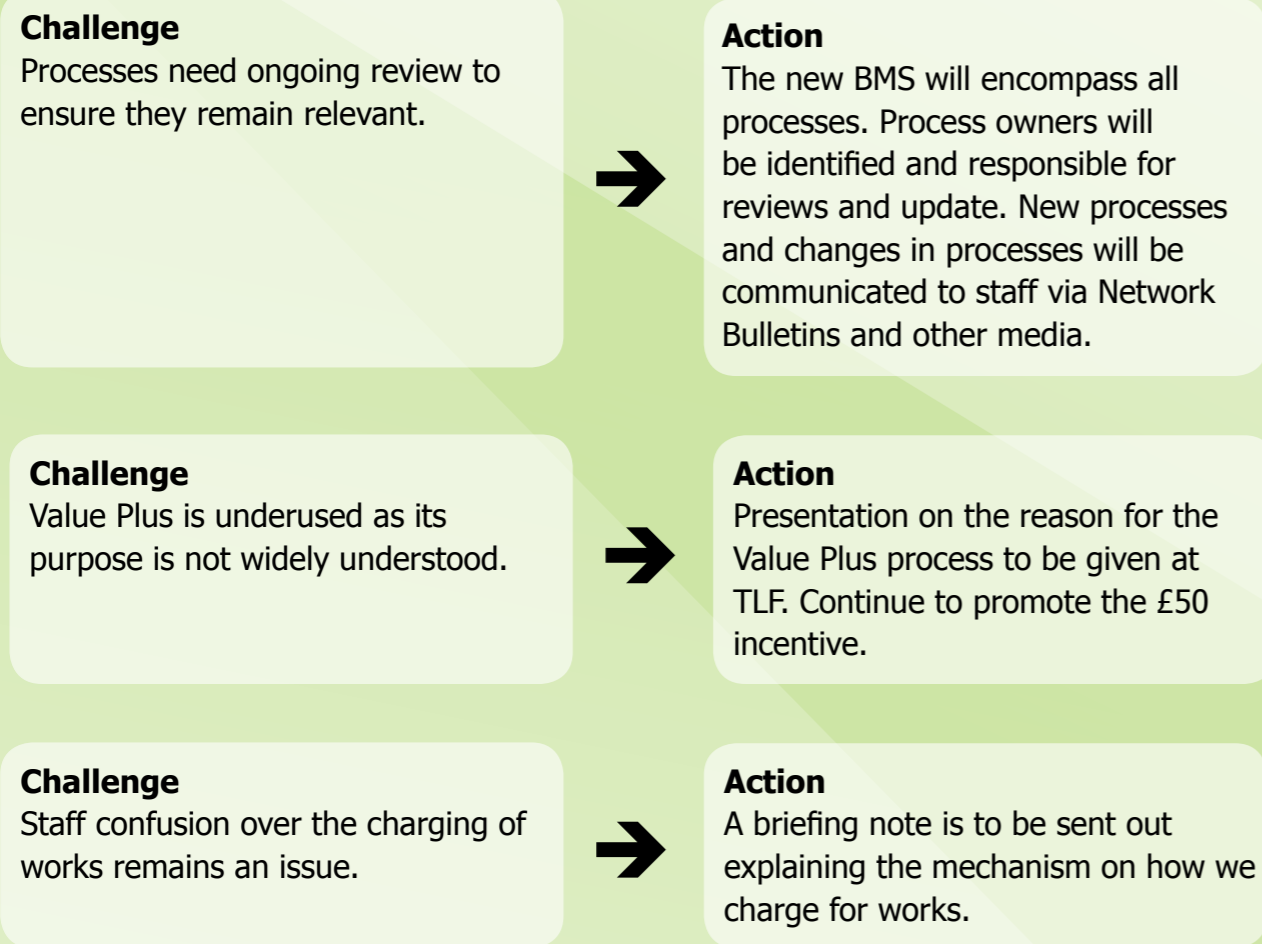 Challenge
Processes need ongoing review to
ensure they remain relevant.
Action
The new BMS will encompass all
processes. Process owners will
be identified and responsible for
reviews and update. New processes
and changes in processes will be
communicated to staff via Network
Bulletins and other media.
Challenge
Value Plus is underused as its
purpose is not widely understood.
Action
Presentation on the reason for the
Value Plus process to be given at
TLF. Continue to promote the £50
incentive.
Challenge
Staff confusion over the charging of
works remains an issue.
Action
A briefing note is to be sent out
explaining the mechanism on how we
charge for works.